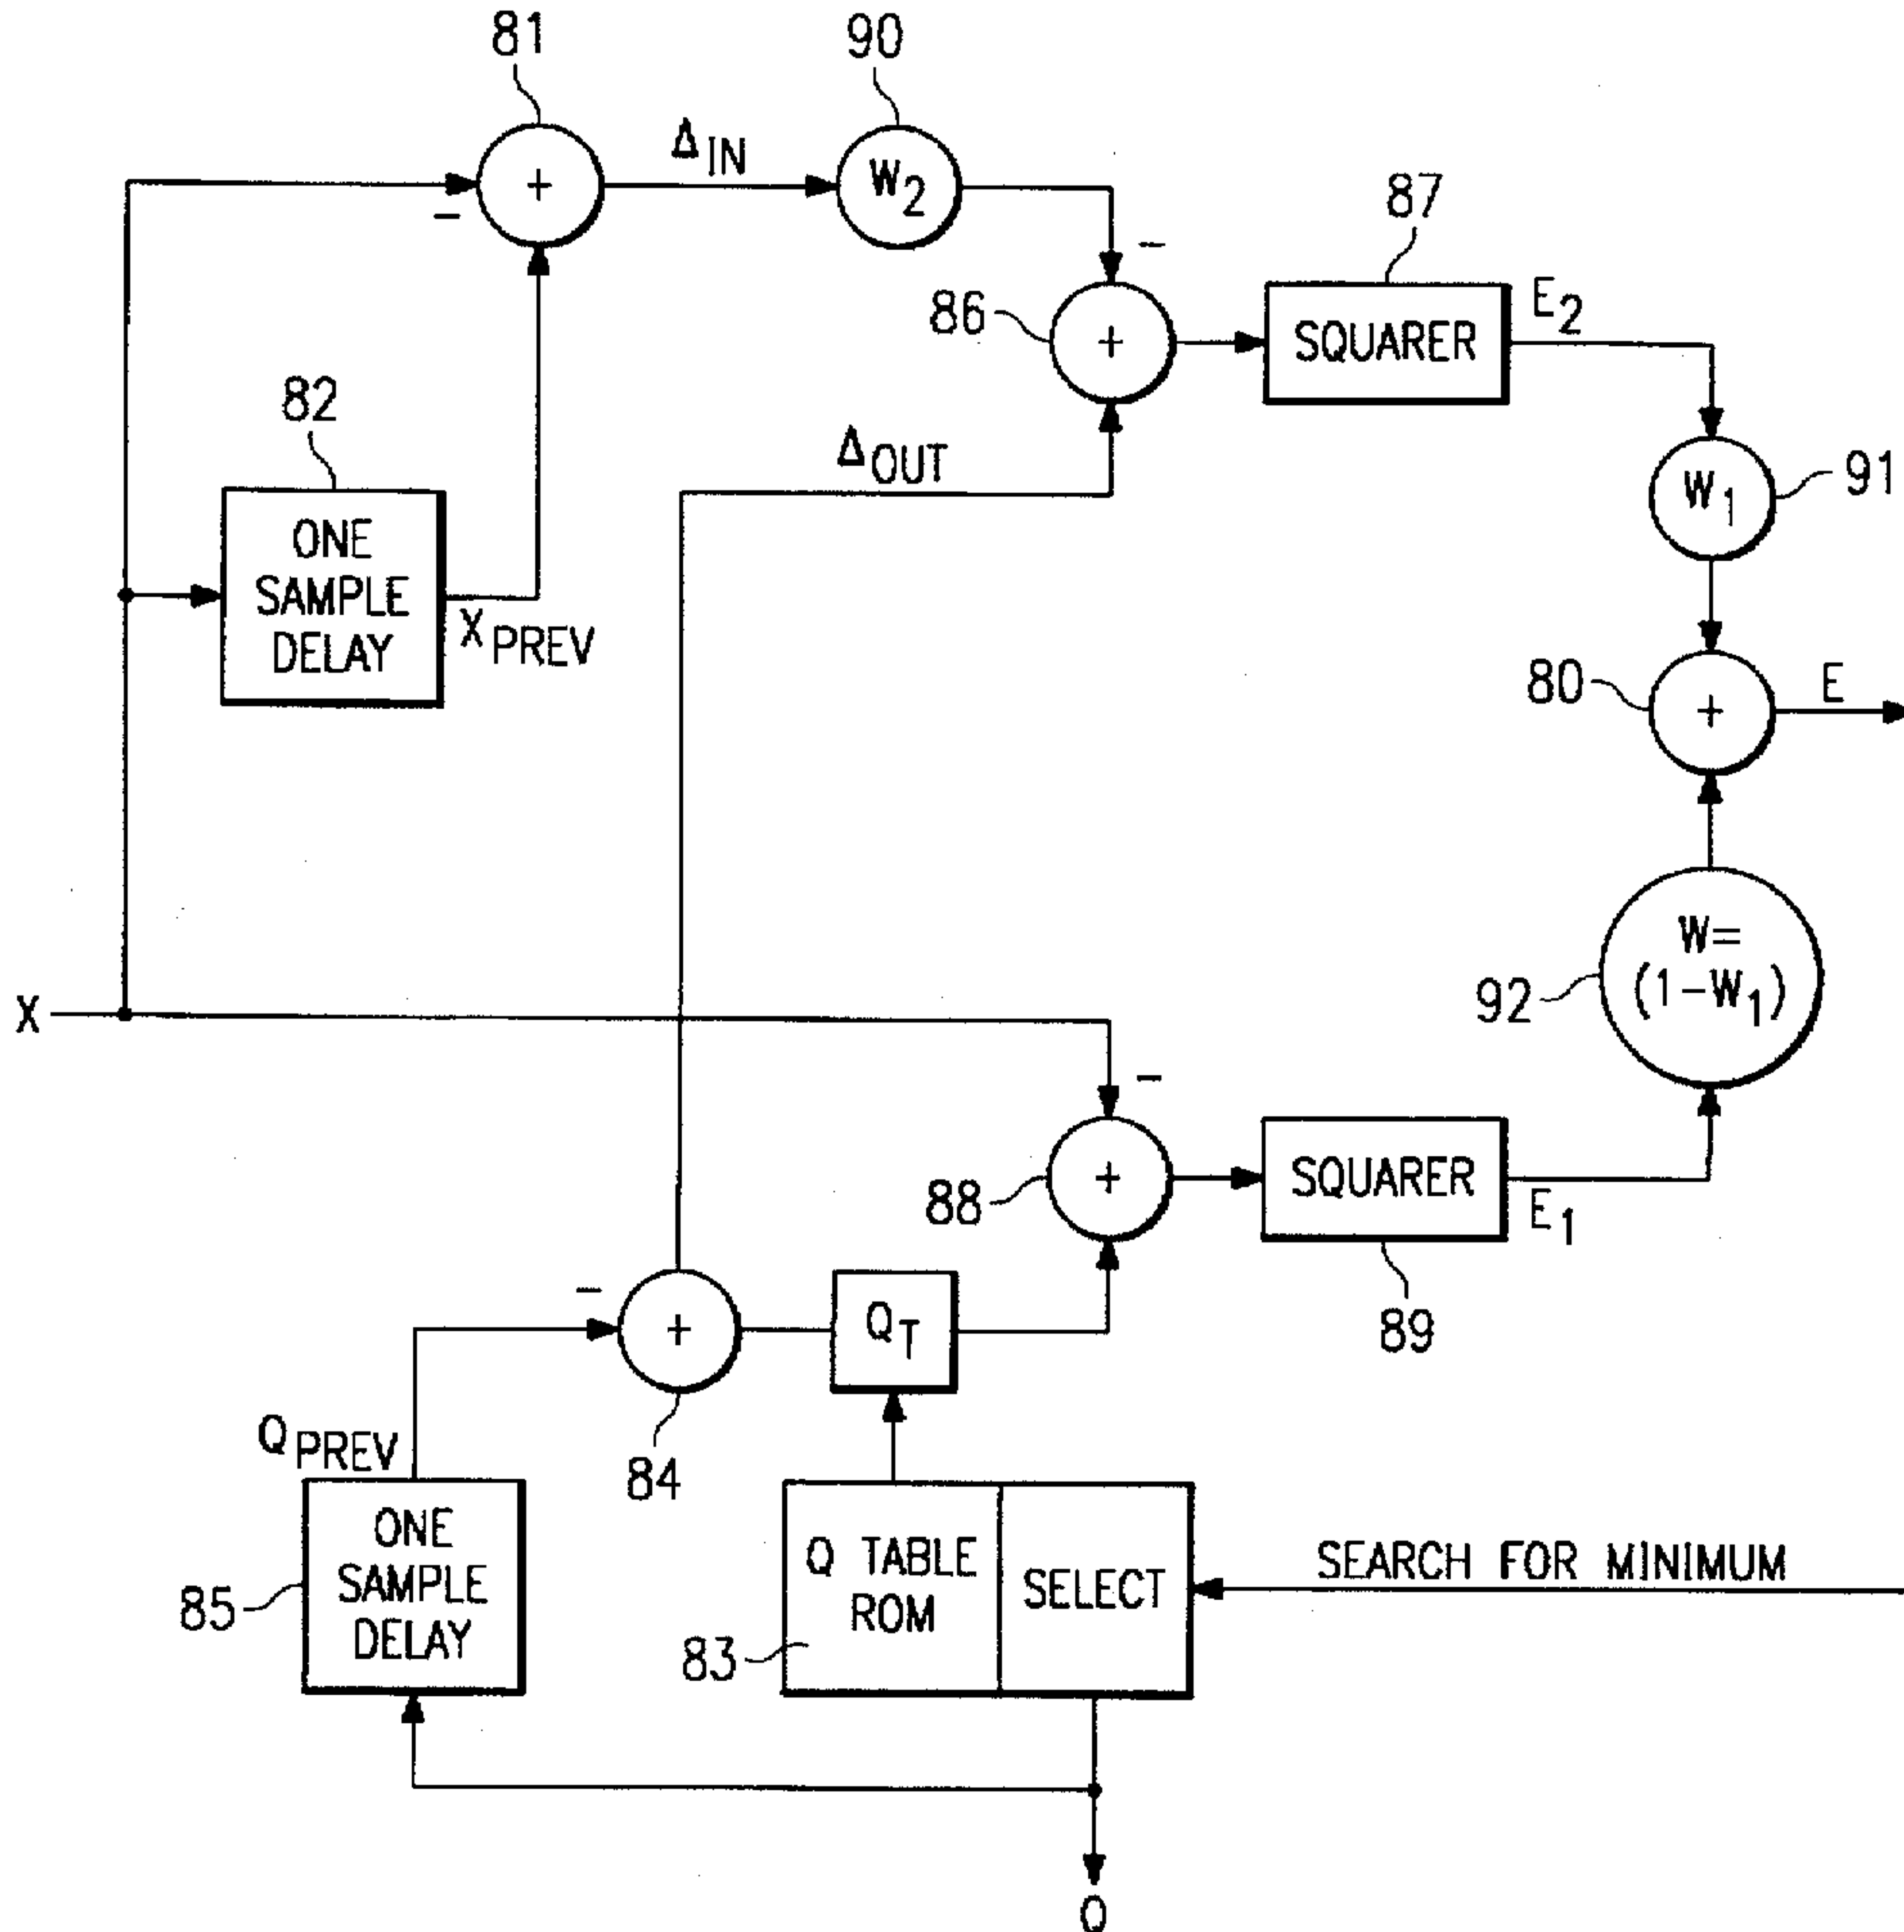 81
90
Δ IN
+
−
W2
−
87
86
+
SQUARER
E2
82
ΔOUT
91
W1
ONE
SAMPLE
DELAY
X PREV
80
+
E
W=
(1-W1)
92
X
−
88
+
SQUARER
E1
89
−
+
QT
84
Q PREV
ONE
SAMPLE
DELAY
85
Q TABLE
ROM
83
SELECT
SEARCH FOR MINIMUM
Q